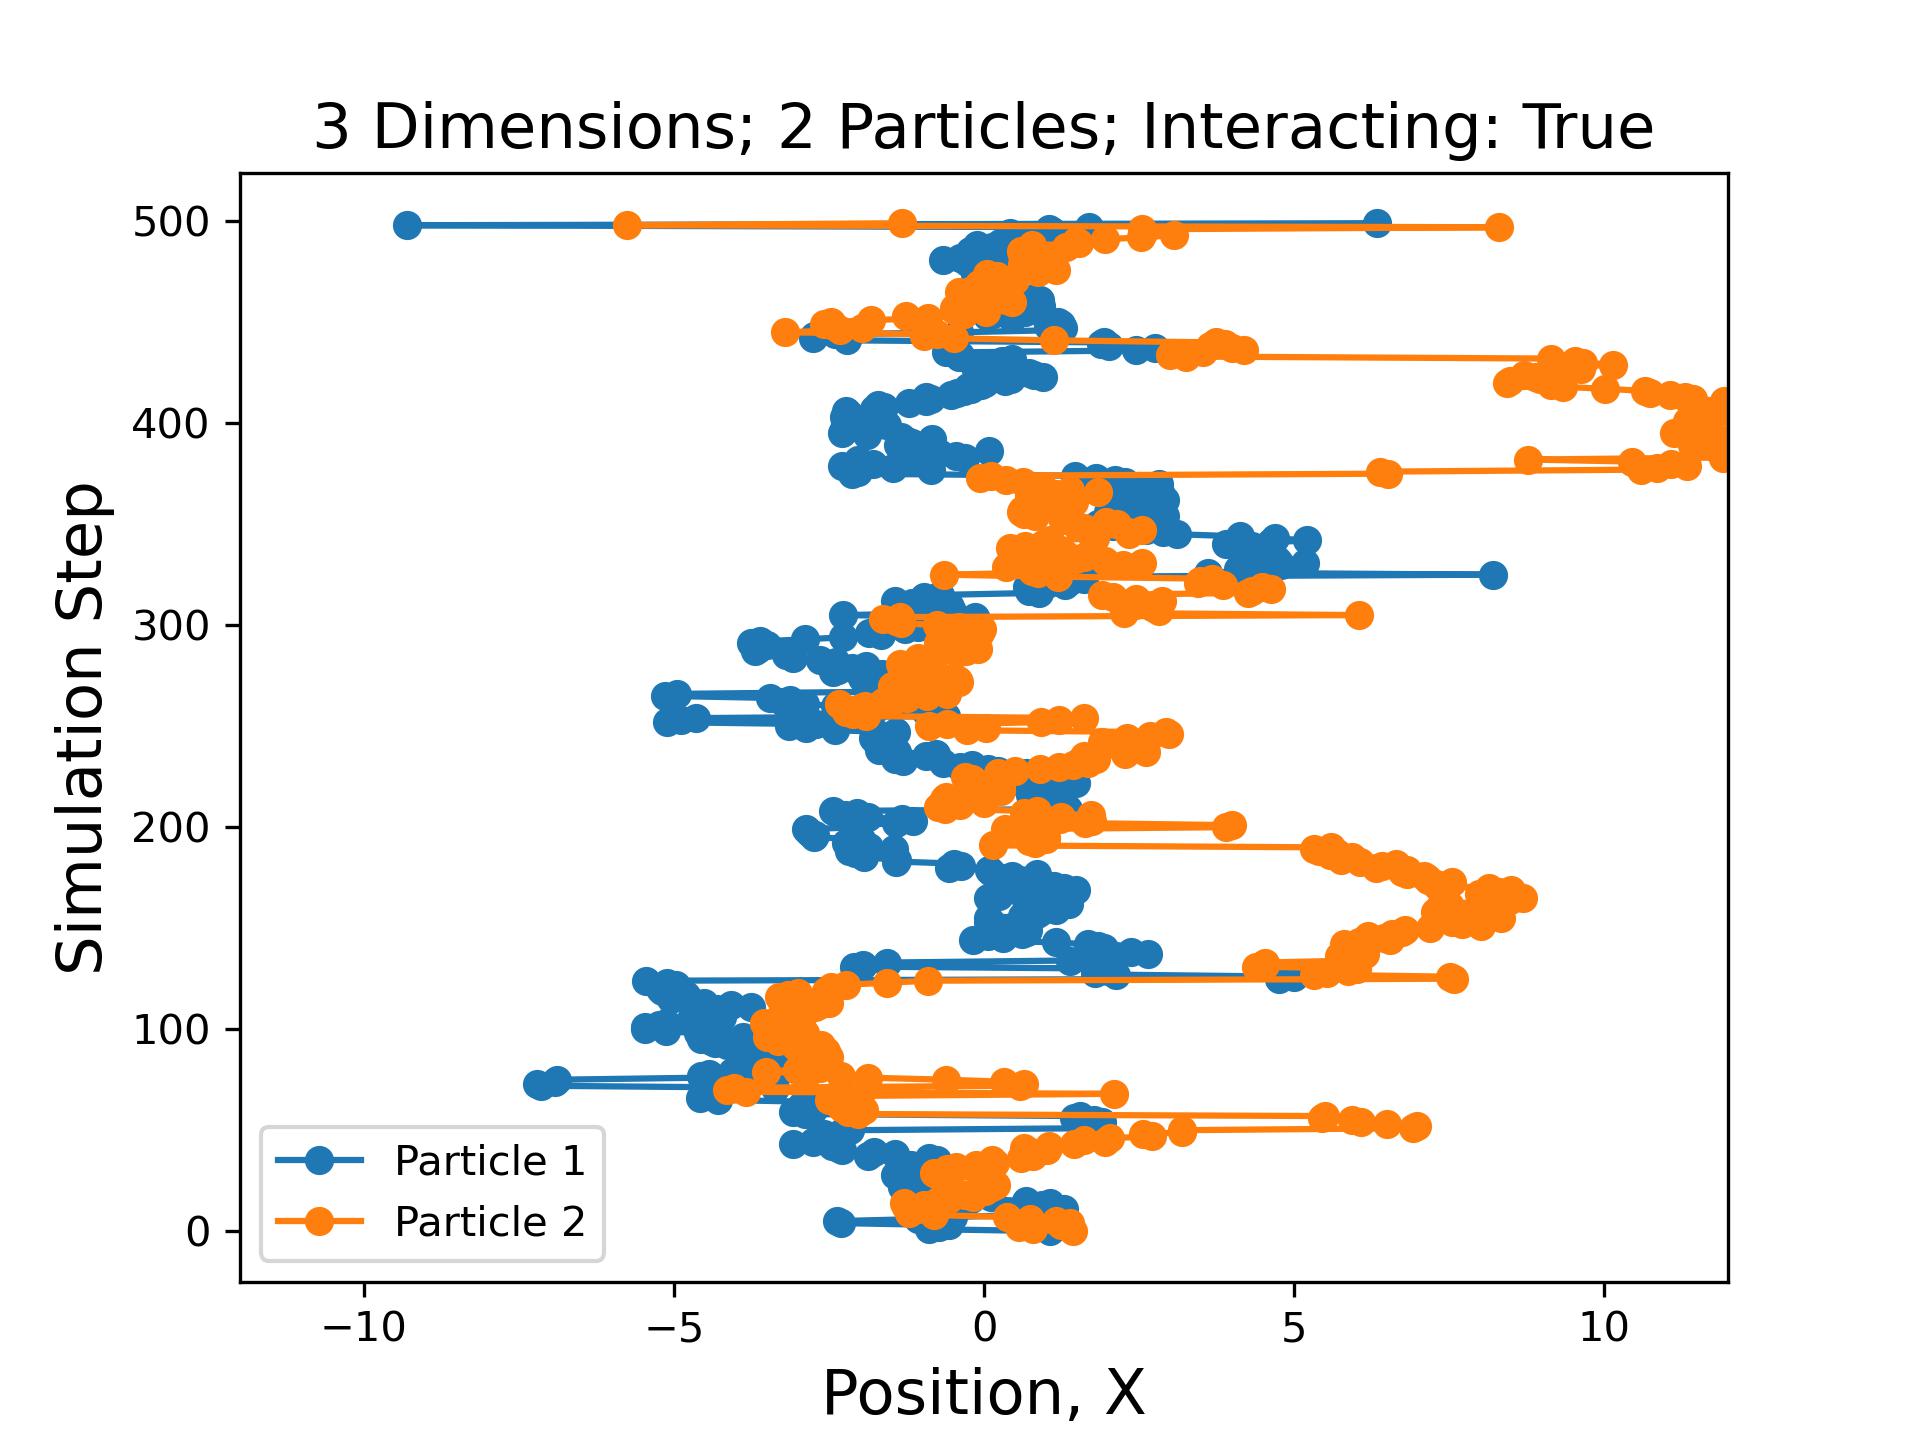 3 Dimensions; 2 Particles; Interacting: True
Simulation Step
500
400
300
200
100
0
Particle 1
Particle 2
−10
−5
0
5
10
Position, X